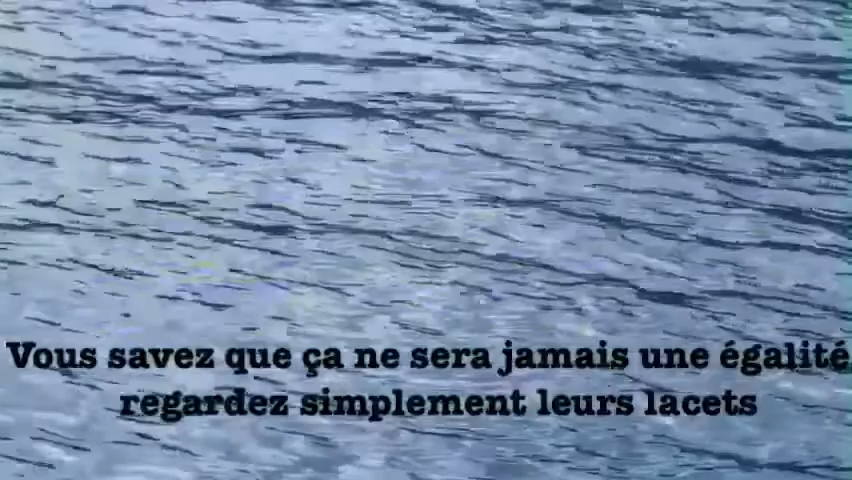 Vous savez que ça ne sera jamais une égalité
regardez simplement leurs lacets